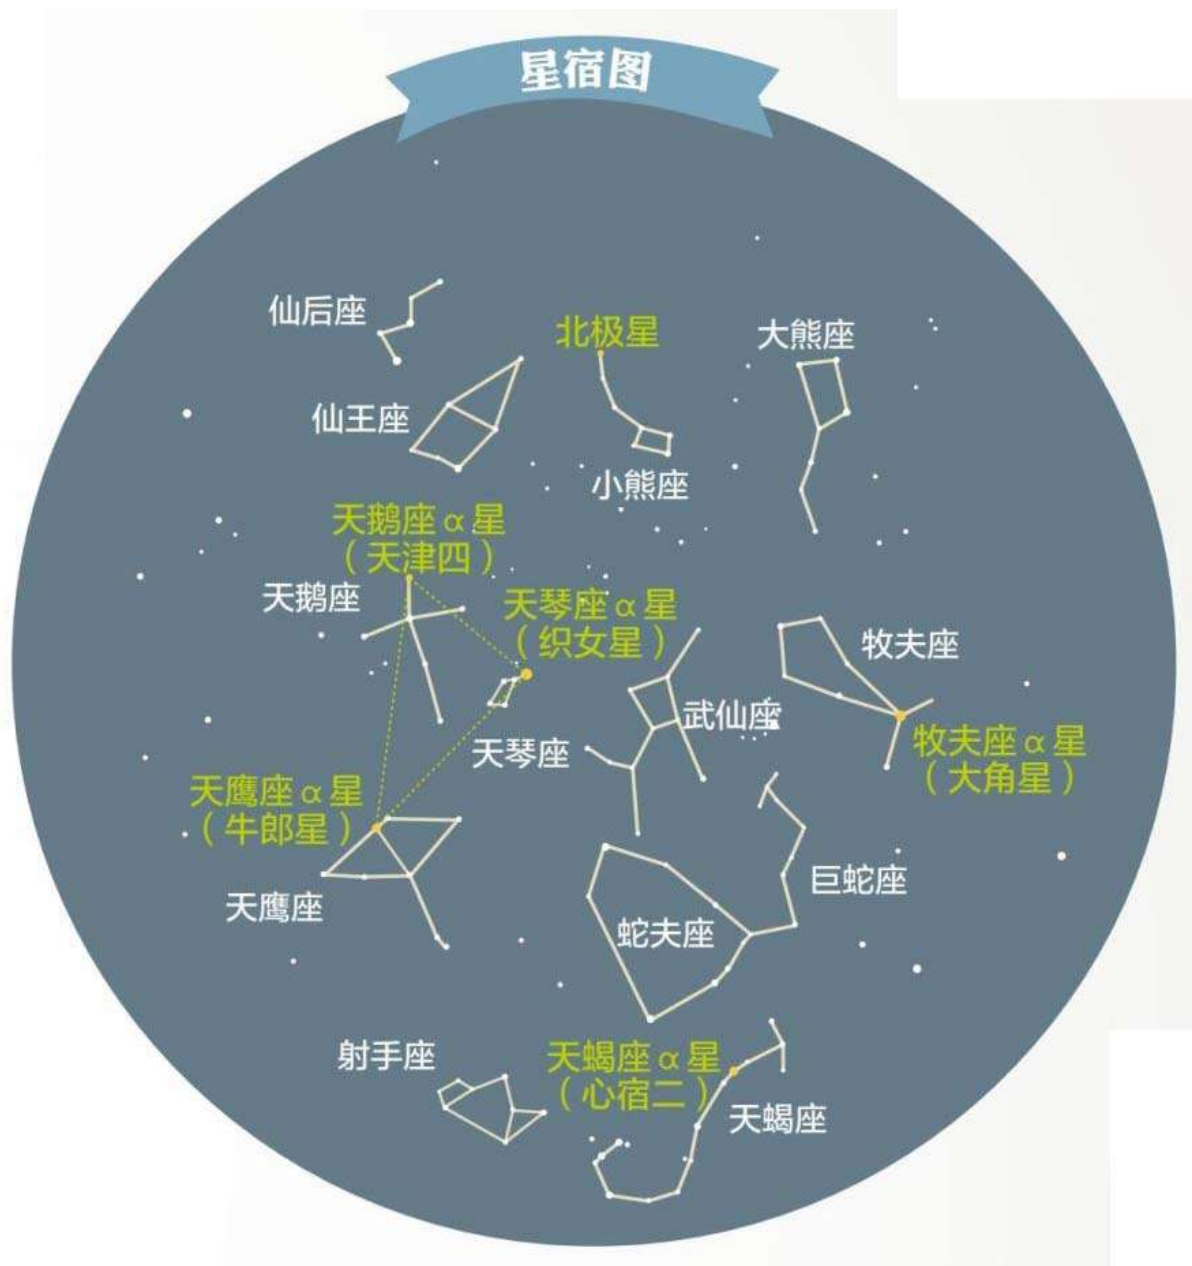 星宿图
仙后座
北极星
大熊座
仙王座
小熊座
天鹅座α星
（天津四）
天鹅座
天琴座α星
（织女星）
牧夫座
武仙座
天琴座
牧夫座α星
（大角星）
天鹰座α星
（牛郎星）
巨蛇座
天鹰座
蛇夫座
射手座
天蝎座α星
（心宿二）
天蝎座